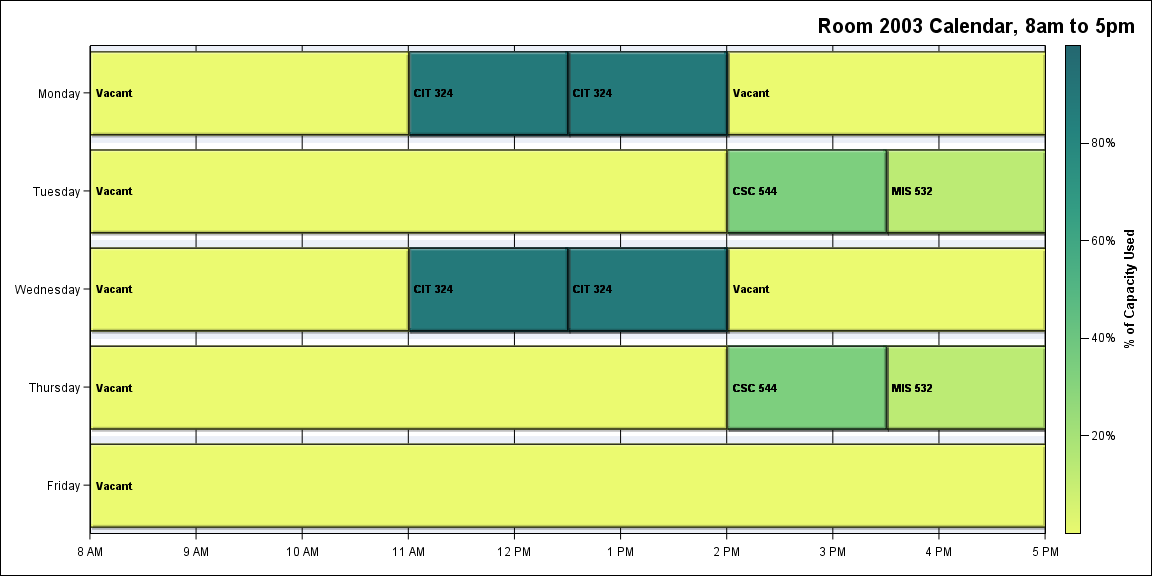 Room 2003 Calendar, 8am to 5pm
Monday Vacant CIT 324 CIT 324 Vacant
Tuesday Vacant CSC 544 MIS 532
Wednesday Vacant CIT 324 CIT 324 Vacant
Thursday Vacant CSC 544 MIS 532
Friday Vacant
8 AM 9 AM 10 AM 11 AM 12 PM 1 PM 2 PM 3 PM 4 PM 5 PM
80%
60%
40%
20%
% of Capacity Used